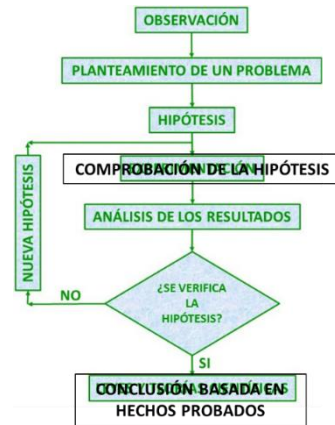 OBSERVACIÓN
PLANTEAMIENTO DE UN PROBLEMA
HIPÓTESIS
COMPROBACIÓN DE LA HIPÓTESIS
ANÁLISIS DE LOS RESULTADOS
NUEVA HIPÓTESIS
¿SE VERIFICA
LA
HIPÓTESIS?
NO
SI
CONCLUSIÓN BASADA EN
HECHOS PROBADOS